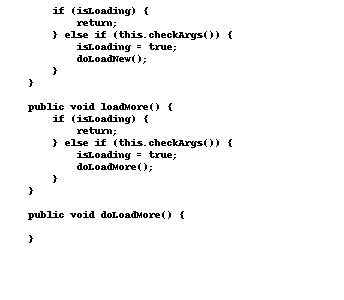 if (isLoading) {
return;
} else if (this.checkArgs()) {
isLoading = true;
doLoadNew();
}
}
public void loadMore() {
if (isLoading) {
return;
} else if (this.checkArgs()) {
isLoading = true;
doLoadMore();
}
}
public void doLoadMore() {
}